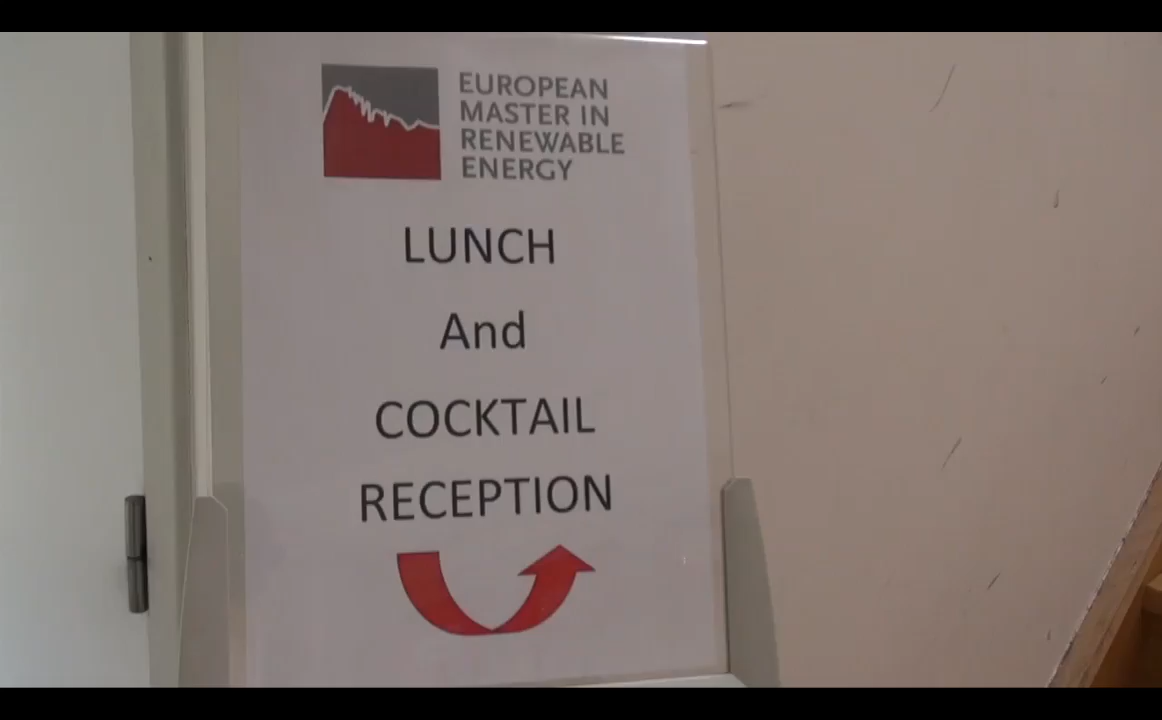 EUROPEAN
MASTER IN
RENEWABLE
ENERGY
LUNCH
And
COCKTAIL
RECEPTION